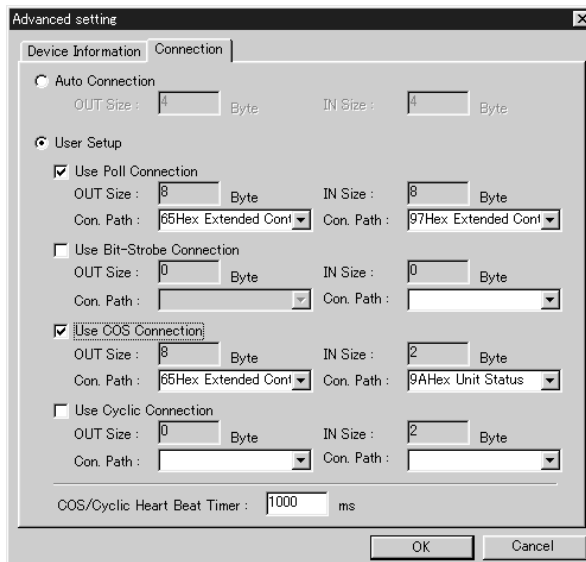 Advanced setting
Device Information Connection
Auto Connection
OUT Size : 4 Byte IN Size : 4 Byte
User Setup
Use Poll Connection
OUT Size : 8 Byte IN Size : 8 Byte
Con. Path : 65Hex Extended Cont Con. Path : 97Hex Extended Cont
Use Bit-Strobe Connection
OUT Size : 0 Byte IN Size : 0 Byte
Con. Path : Con. Path :
Use COS Connection
OUT Size : 8 Byte IN Size : 2 Byte
Con. Path : 65Hex Extended Cont Con. Path : 9AHex Unit Status
Use Cyclic Connection
OUT Size : 0 Byte IN Size : 2 Byte
Con. Path : Con. Path :
COS/Cyclic Heart Beat Timer : 1000 ms
OK Cancel